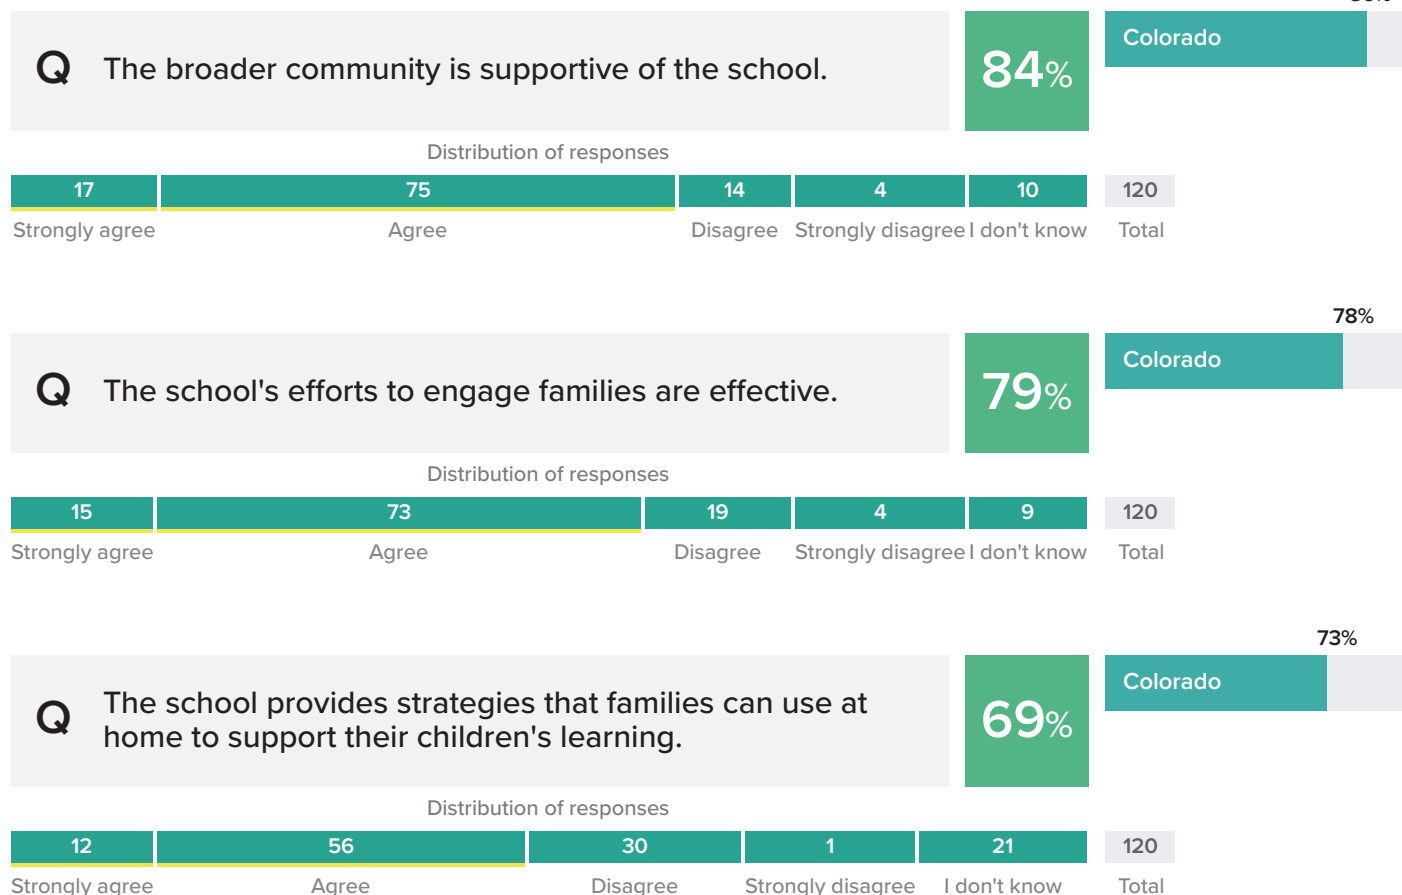 Q The broader community is supportive of the school.
84%
Colorado
Distribution of responses
17 75 14 4 10 120
Strongly agree Agree Disagree Strongly disagree I don't know Total
78%
Q The school's efforts to engage families are effective.
79%
Colorado
Distribution of responses
15 73 19 4 9 120
Strongly agree Agree Disagree Strongly disagree I don't know Total
73%
Q The school provides strategies that families can use at
home to support their children's learning.
69%
Colorado
Distribution of responses
12 56 30 1 21 120
Strongly agree Agree Disagree Strongly disagree I don't know Total